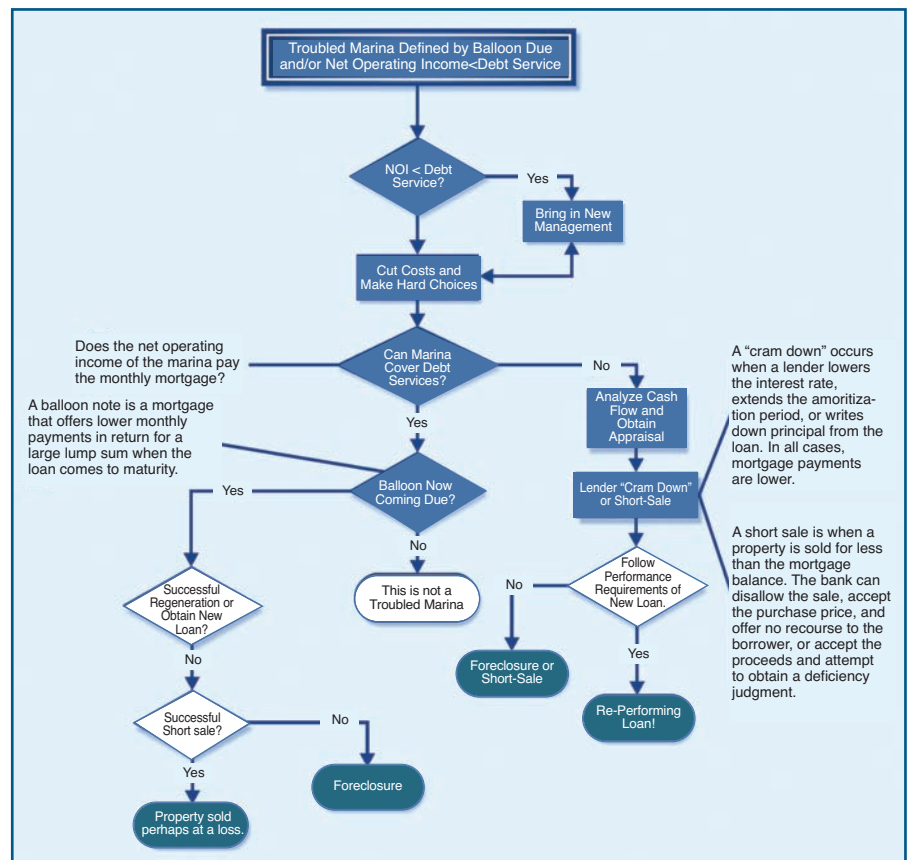 Troubled Marina Defined by Balloon Due
and/or Net Operating Income<Debt Service
NOI < Debt
Service?
Yes
Bring in New
Management
Cut Costs and
Make Hard Choices
Does the net operating
income of the marina pay
the monthly mortgage?
Can Marina
Cover Debt
Services?
No
Yes
A balloon note is a mortgage
that offers lower monthly
payments in return for a
large lump sum when the
loan comes to maturity.
Analyze Cash
Flow and
Obtain
Appraisal
A “cram down” occurs
when a lender lowers
the interest rate,
extends the amoritiza-
tion period, or writes
down principal from the
loan. In all cases,
mortgage payments
are lower.
Balloon Now
Coming Due?
Yes
No
Lender “Cram Down”
or Short-Sale
A short sale is when a
property is sold for less
than the mortgage
balance. The bank can
disallow the sale, accept
the purchase price, and
offer no recourse to the
borrower, or accept the
proceeds and attempt
to obtain a deficiency
judgment.
Successful
Regeneration or
Obtain New
Loan?
This is not a
Troubled Marina
Follow
Performance
Requirements of
New Loan.
No
Yes
Foreclosure or
Short-Sale
Re-Performing
Loan!
No
Successful
Short sale?
No
Yes
Foreclosure
Property sold
perhaps at a loss.